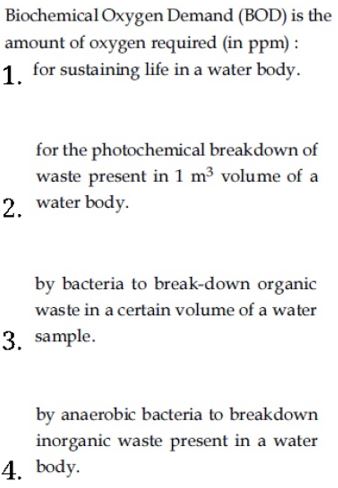 Biochemical Oxygen Demand (BOD) is the
amount of oxygen required (in ppm) :
1. for sustaining life in a water body.
for the photochemical breakdown of
waste present in 1 m³ volume of a
2. water body.
by bacteria to break-down organic
waste in a certain volume of a water
3. sample.
by anaerobic bacteria to breakdown
inorganic waste present in a water
4. body.